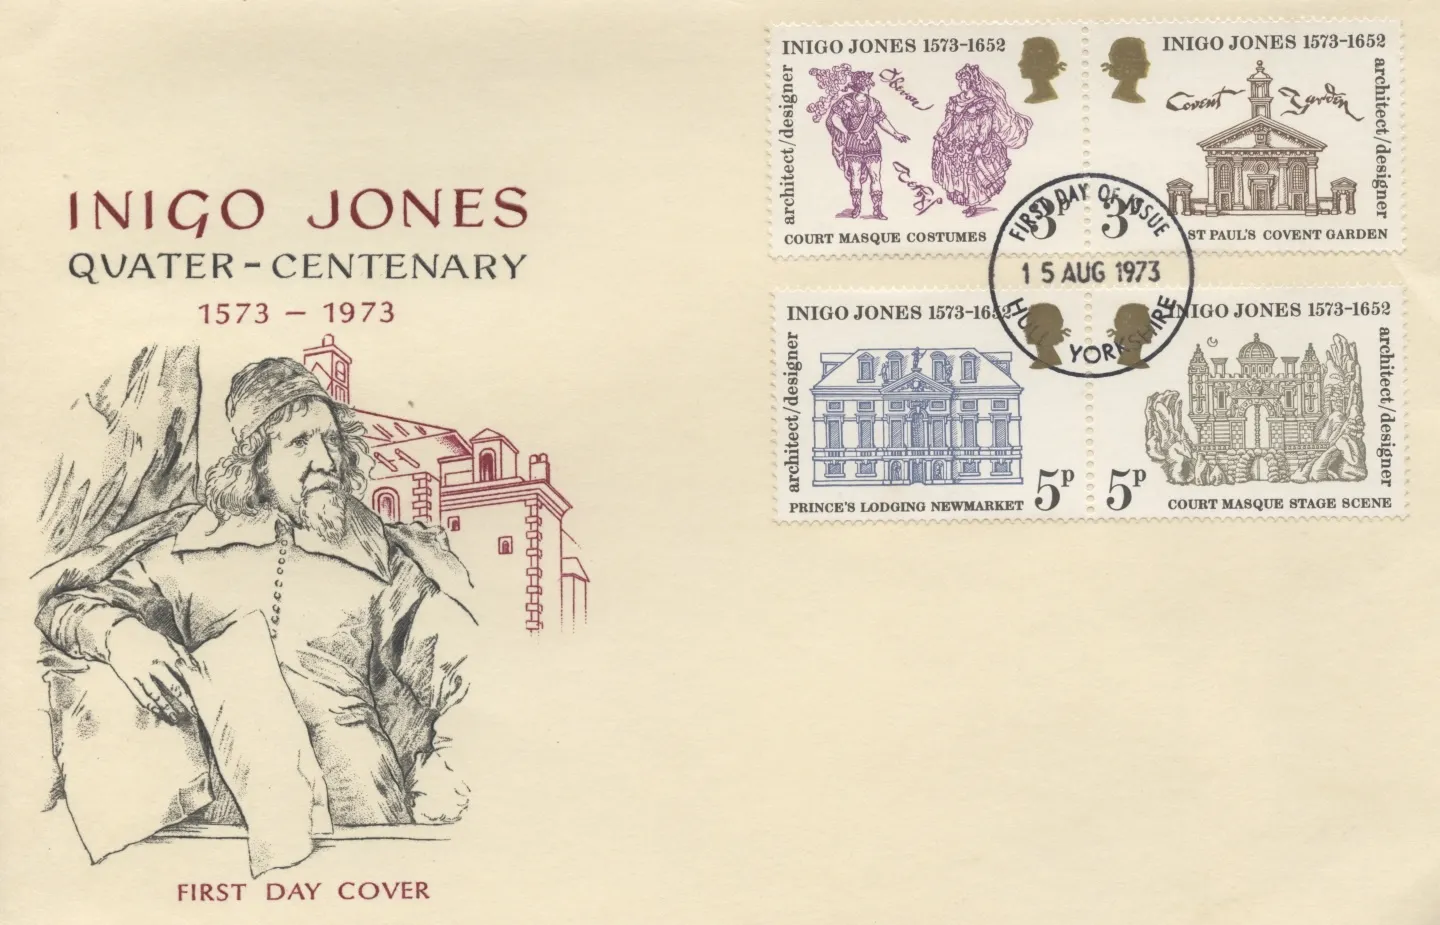 INIGO JONES
QUATER-CENTENARY
1573 – 1973
FIRST DAY COVER
INIGO JONES 1573-1652
architect/designer
Oberon
COURT MASQUE COSTUMES
3P
INIGO JONES 1573-1652
architect/designer
Covent Garden
3P
ST PAUL'S COVENT GARDEN
FIRST DAY OF ISSUE
15 AUG 1973
HULL YORKSHIRE
INIGO JONES 1573-1652
architect/designer
PRINCE'S LODGING NEWMARKET
5P
INIGO JONES 1573-1652
architect/designer
5P
COURT MASQUE STAGE SCENE